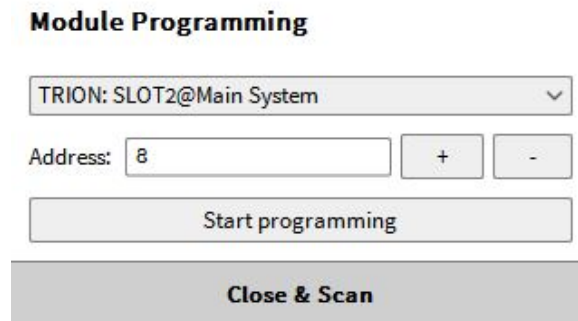 Module Programming
TRION: SLOT2@Main System
Address: 8 + -
Start programming
Close & Scan